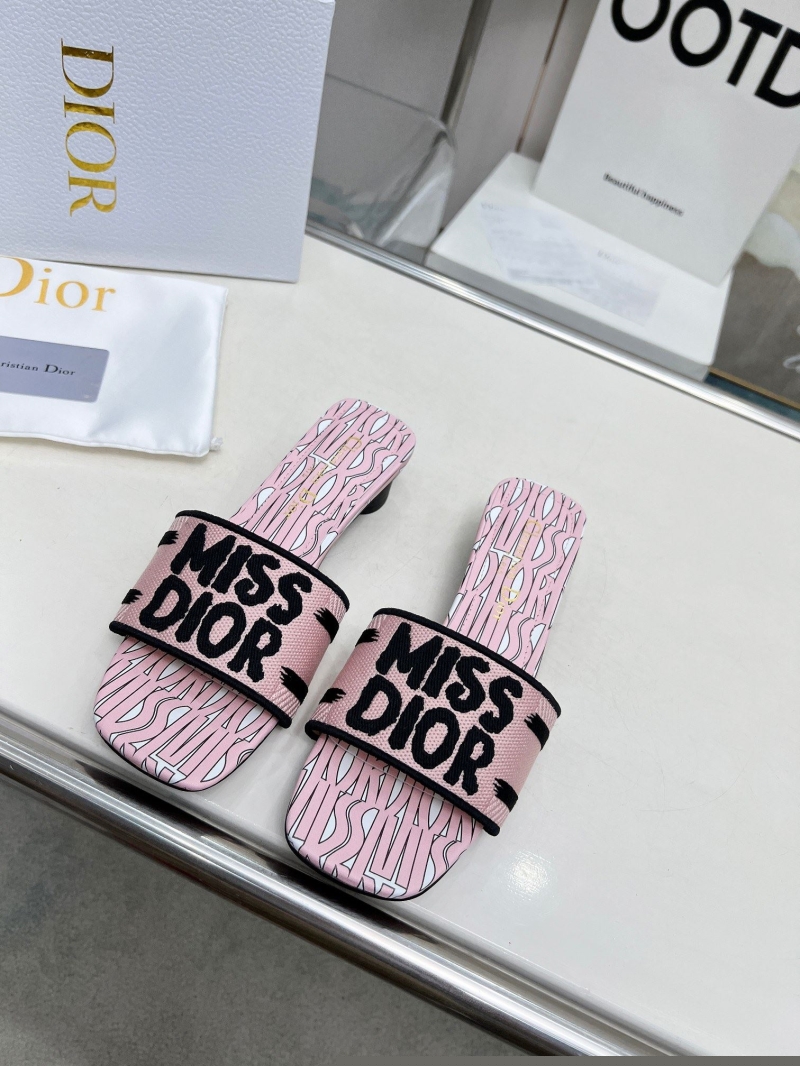 DIOR
OOTD
Beautiful happiness
Dior
ristian Dior
MISS
DIOR
MISS
DIOR